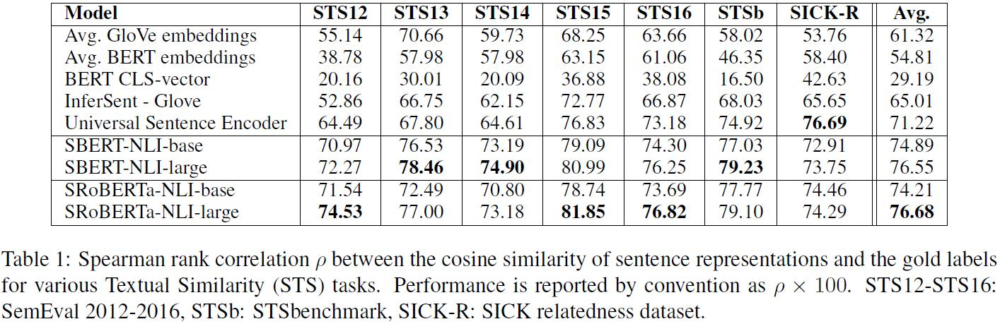 Model STS12 STS13 STS14 STS15 STS16 STSb SICK-R Avg.
Avg. GloVe embeddings 55.14 70.66 59.73 68.25 63.66 58.02 53.76 61.32
Avg. BERT embeddings 38.78 57.98 57.98 63.15 61.06 46.35 58.40 54.81
BERT CLS-vector 20.16 30.01 20.09 36.88 38.08 16.50 42.63 29.19
InferSent - Glove 52.86 66.75 62.15 72.77 66.87 68.03 65.65 65.01
Universal Sentence Encoder 64.49 67.80 64.61 76.83 73.18 74.92 76.69 71.22
SBERT-NLI-base 70.97 76.53 73.19 79.09 74.30 77.03 72.91 74.89
SBERT-NLI-large 72.27 78.46 74.90 80.99 76.25 79.23 73.75 76.55
SRoBERTa-NLI-base 71.54 72.49 70.80 78.74 73.69 77.77 74.46 74.21
SRoBERTa-NLI-large 74.53 77.00 73.18 81.85 76.82 79.10 74.29 76.68
Table 1: Spearman rank correlation ρ between the cosine similarity of sentence representations and the gold labels
for various Textual Similarity (STS) tasks. Performance is reported by convention as ρ × 100. STS12-STS16:
SemEval 2012-2016, STSb: STSbenchmark, SICK-R: SICK relatedness dataset.